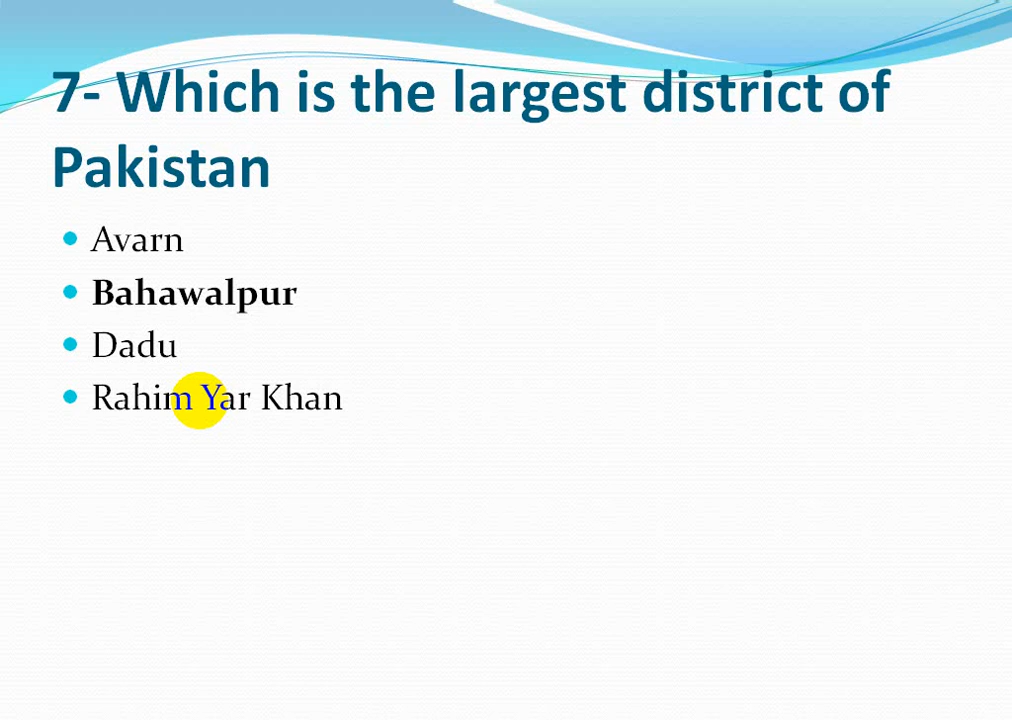 7- Which is the largest district of
Pakistan
• Avarn
• Bahawalpur
• Dadu
• Rahim Yar Khan